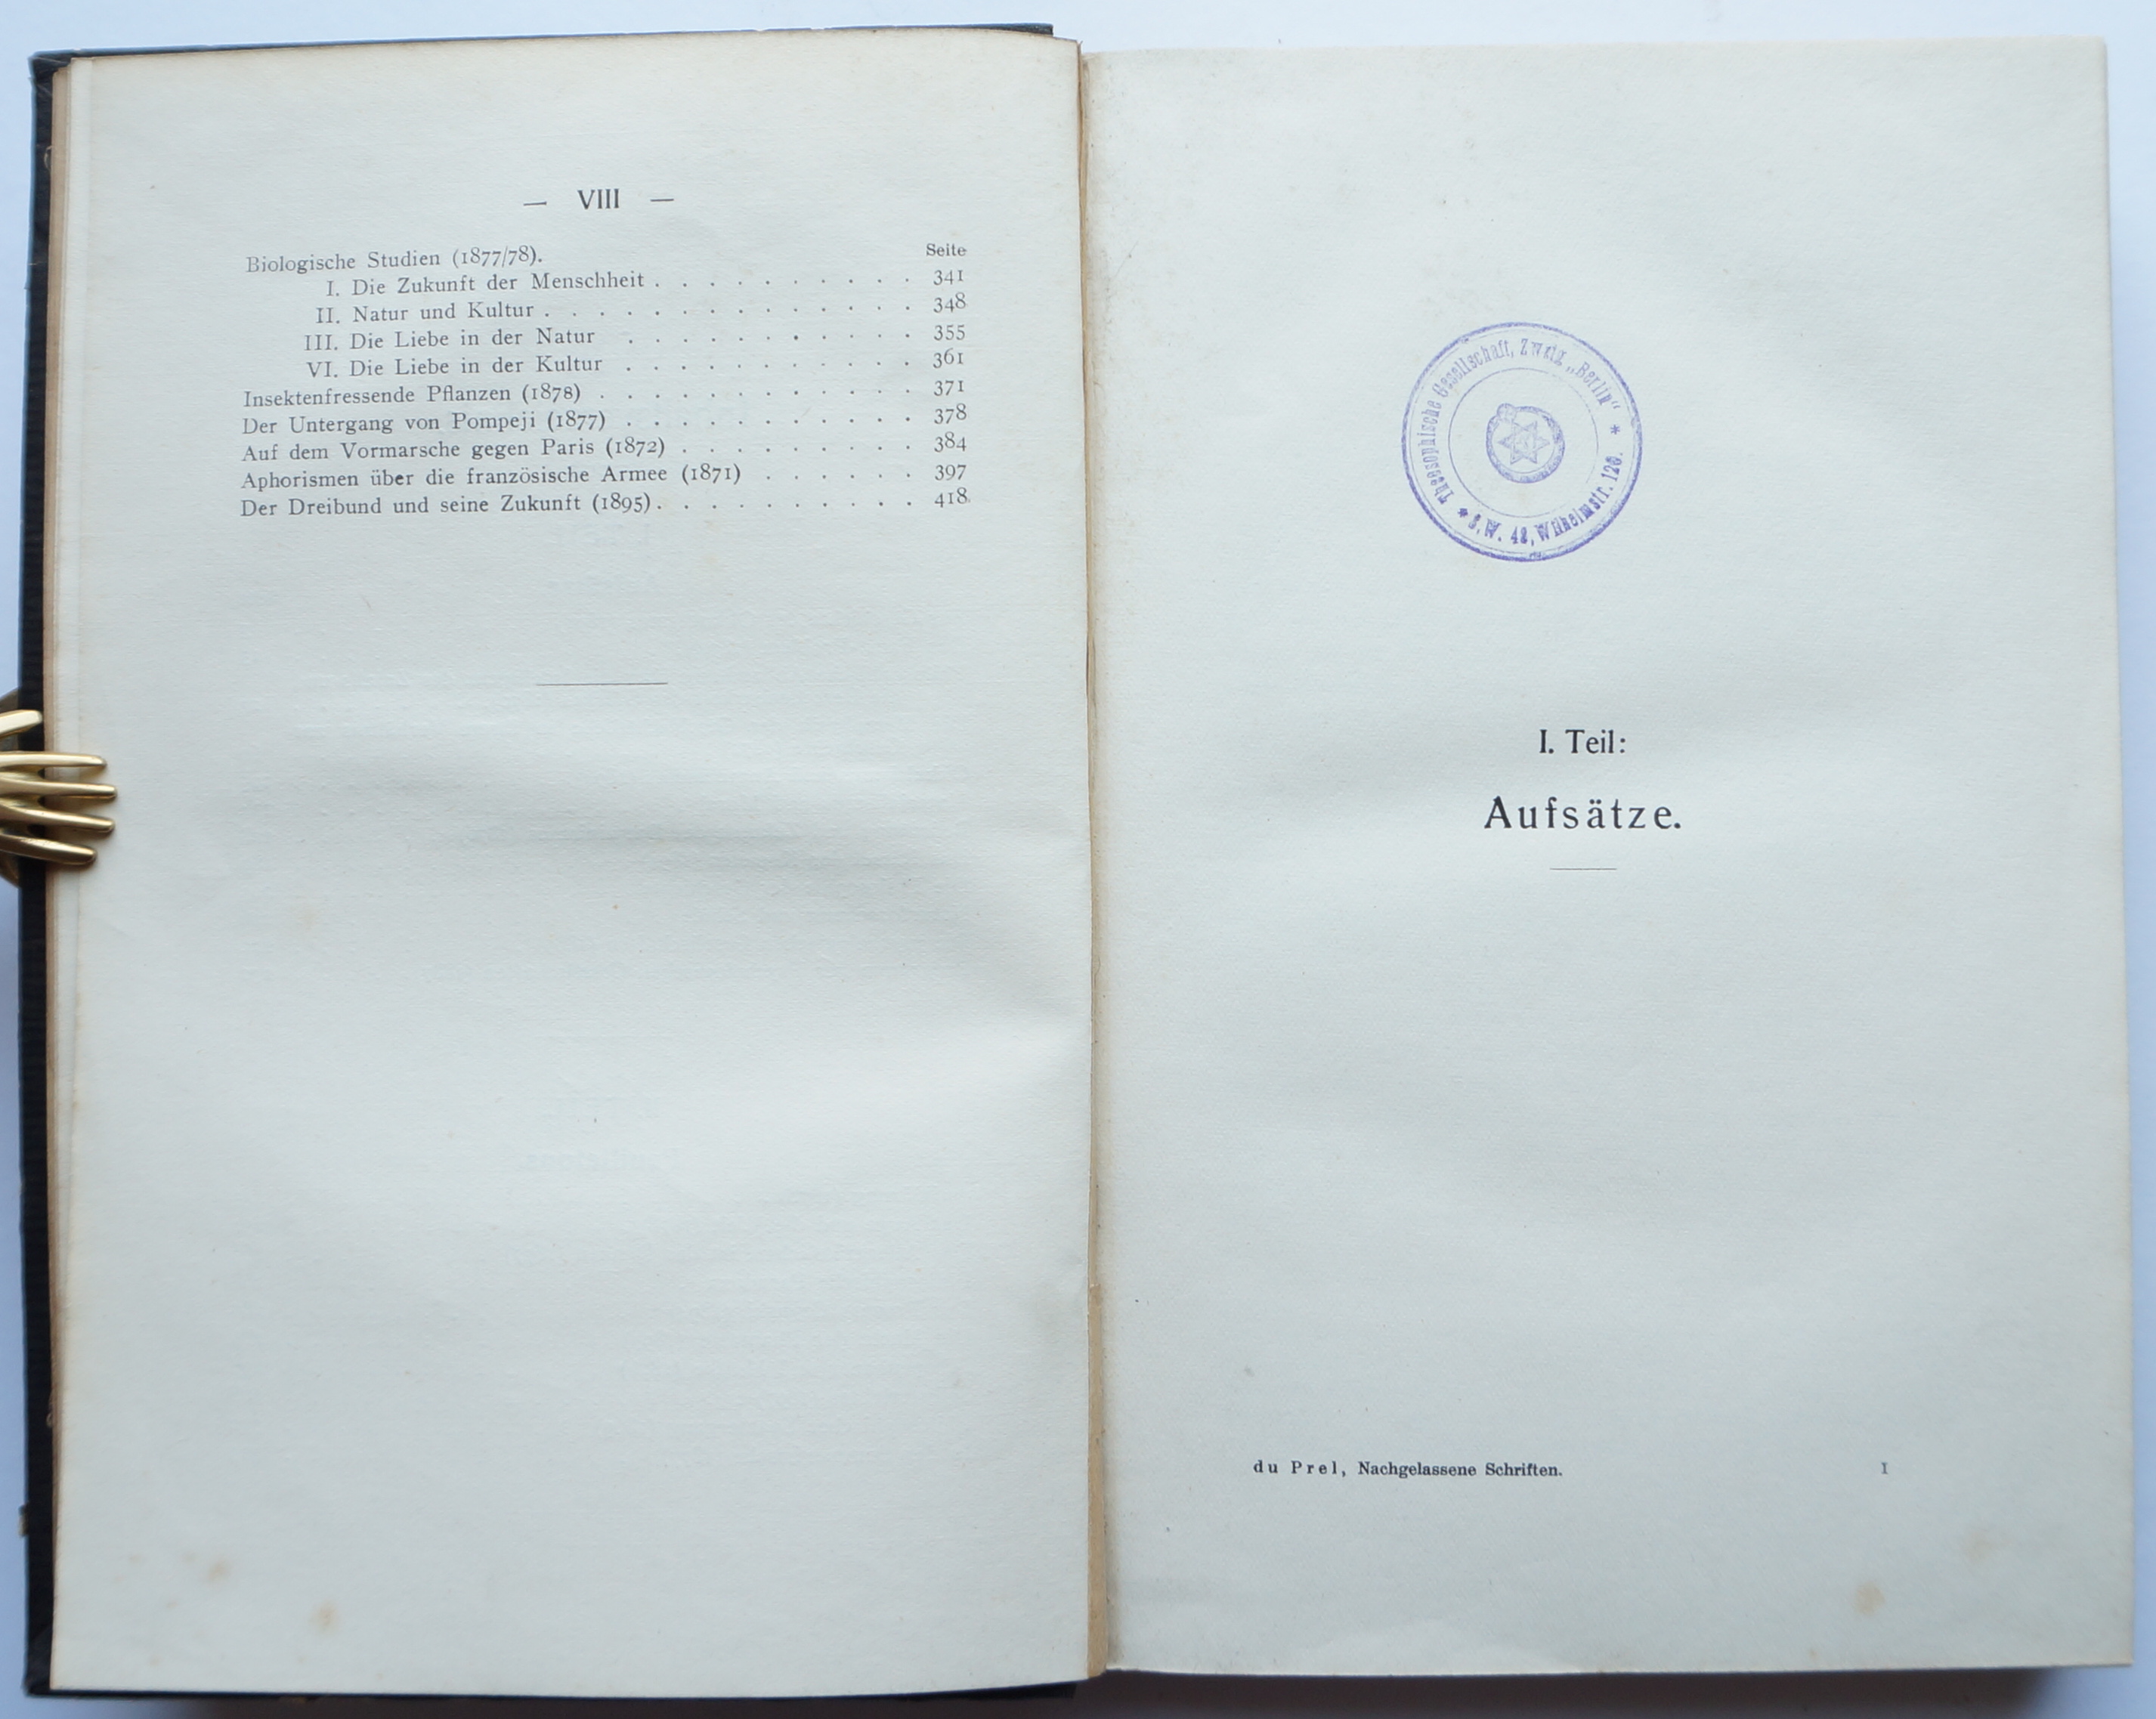 — VIII —
Seite
Biologische Studien (1877/78).
I. Die Zukunft der Menschheit . . . . . . . . . . 341
II. Natur und Kultur . . . . . . . . . . . . . . 348
III. Die Liebe in der Natur . . . . . . . . . . . 355
VI. Die Liebe in der Kultur . . . . . . . . . . . 361
Insektenfressende Pflanzen (1878) . . . . . . . . . . . . 371
Der Untergang von Pompeji (1877) . . . . . . . . . . . 378
Auf dem Vormarsche gegen Paris (1872) . . . . . . . . . 384
Aphorismen über die französische Armee (1871) . . . . . . 397
Der Dreibund und seine Zukunft (1895) . . . . . . . . . . 418
Theosophische Gesellschaft, Zweig „Berlin“ *
* S.W. 48, Wilhelmstr. 120.
I. Teil:
Aufsätze.
du Prel, Nachgelassene Schriften. 1